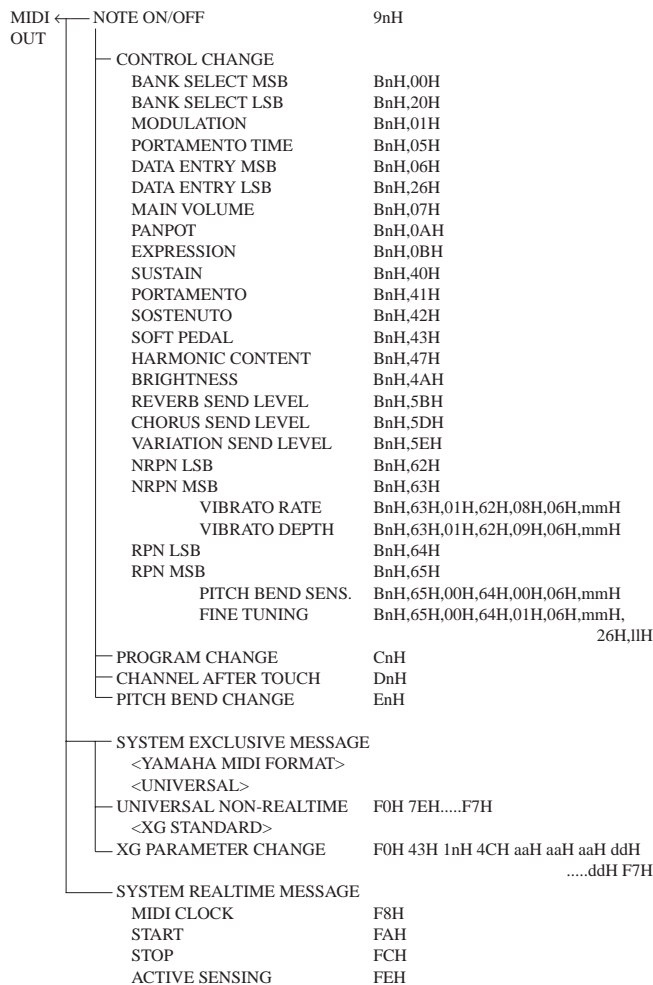 MIDI NOTE ON/OFF 9nH
OUT
CONTROL CHANGE
BANK SELECT MSB BnH,00H
BANK SELECT LSB BnH,20H
MODULATION BnH,01H
PORTAMENTO TIME BnH,05H
DATA ENTRY MSB BnH,06H
DATA ENTRY LSB BnH,26H
MAIN VOLUME BnH,07H
PANPOT BnH,0AH
EXPRESSION BnH,0BH
SUSTAIN BnH,40H
PORTAMENTO BnH,41H
SOSTENUTO BnH,42H
SOFT PEDAL BnH,43H
HARMONIC CONTENT BnH,47H
BRIGHTNESS BnH,4AH
REVERB SEND LEVEL BnH,5BH
CHORUS SEND LEVEL BnH,5DH
VARIATION SEND LEVEL BnH,5EH
NRPN LSB BnH,62H
NRPN MSB BnH,63H
VIBRATO RATE BnH,63H,01H,62H,08H,06H,mmH
VIBRATO DEPTH BnH,63H,01H,62H,09H,06H,mmH
RPN LSB BnH,64H
RPN MSB BnH,65H
PITCH BEND SENS. BnH,65H,00H,64H,00H,06H,mmH
FINE TUNING BnH,65H,00H,64H,01H,06H,mmH,
26H,llH
PROGRAM CHANGE CnH
CHANNEL AFTER TOUCH DnH
PITCH BEND CHANGE EnH
SYSTEM EXCLUSIVE MESSAGE
<YAMAHA MIDI FORMAT>
<UNIVERSAL>
UNIVERSAL NON-REALTIME F0H 7EH.....F7H
<XG STANDARD>
XG PARAMETER CHANGE F0H 43H 1nH 4CH aaH aaH aaH ddH
.....ddH F7H
SYSTEM REALTIME MESSAGE
MIDI CLOCK F8H
START FAH
STOP FCH
ACTIVE SENSING FEH